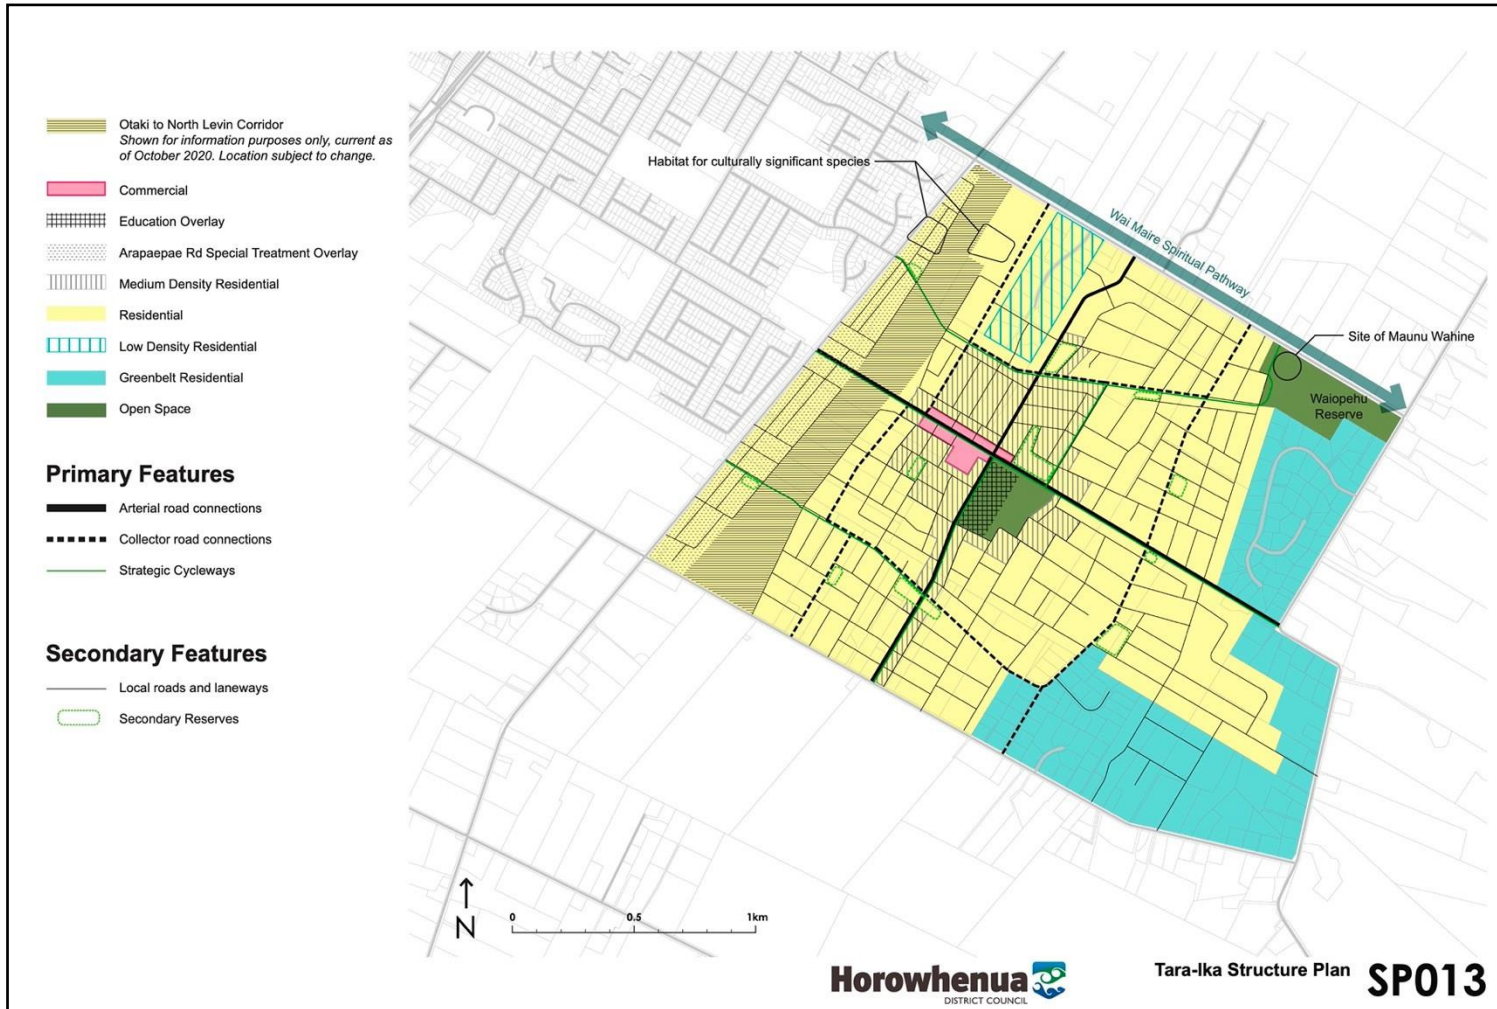 Otaki to North Levin Corridor
Shown for information purposes only, current as
of October 2020. Location subject to change.
Commercial
Education Overlay
Arapaepae Rd Special Treatment Overlay
Medium Density Residential
Residential
Low Density Residential
Greenbelt Residential
Open Space
Primary Features
Arterial road connections
Collector road connections
Strategic Cycleways
Secondary Features
Local roads and laneways
Secondary Reserves
Habitat for culturally significant species
Wai Maire Spiritual Pathway
Site of Maunu Wahine
Waiopehu
Reserve
N
0 0.5 1km
Horowhenua
DISTRICT COUNCIL
Tara-Ika Structure Plan SP013